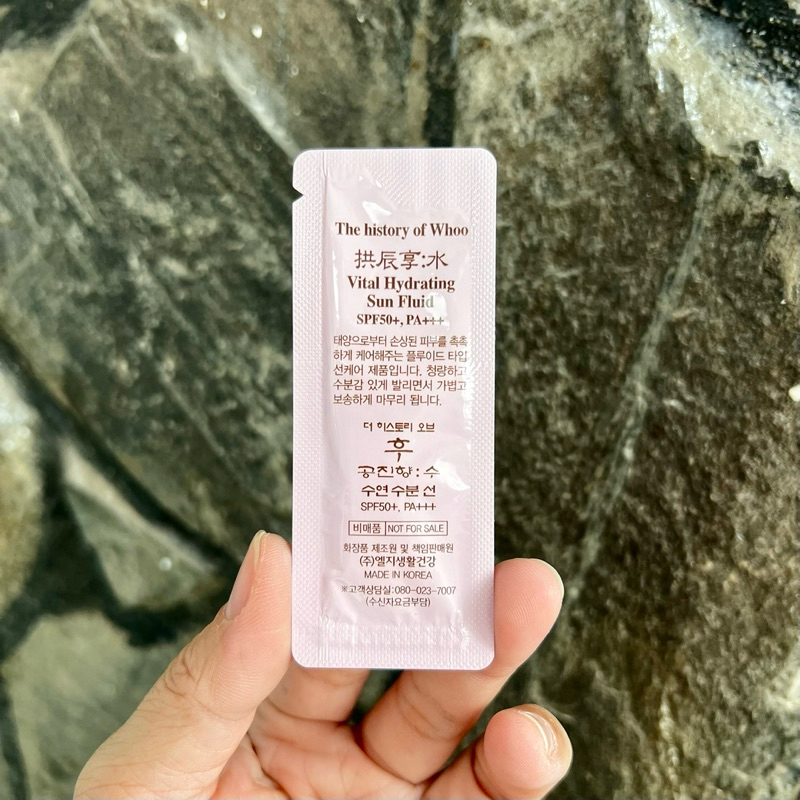 The history of Whoo
拱辰享:水
Vital Hydrating
Sun Fluid
SPF50+, PA+++
태양으로부터 손상된 피부를 촉촉
하게 케어해주는 플루이드 타입
선케어 제품입니다. 청량하고
수분감 있게 발리면서 가볍고
보송하게 마무리 됩니다.
더 히스토리 오브
후
공진향:수
수연 수분 선
SPF50+, PA+++
비매품 NOT FOR SALE
화장품 제조원 및 책임판매원
(주)엘지생활건강
MADE IN KOREA
※고객상담실:080-023-7007
(수신자요금부담)